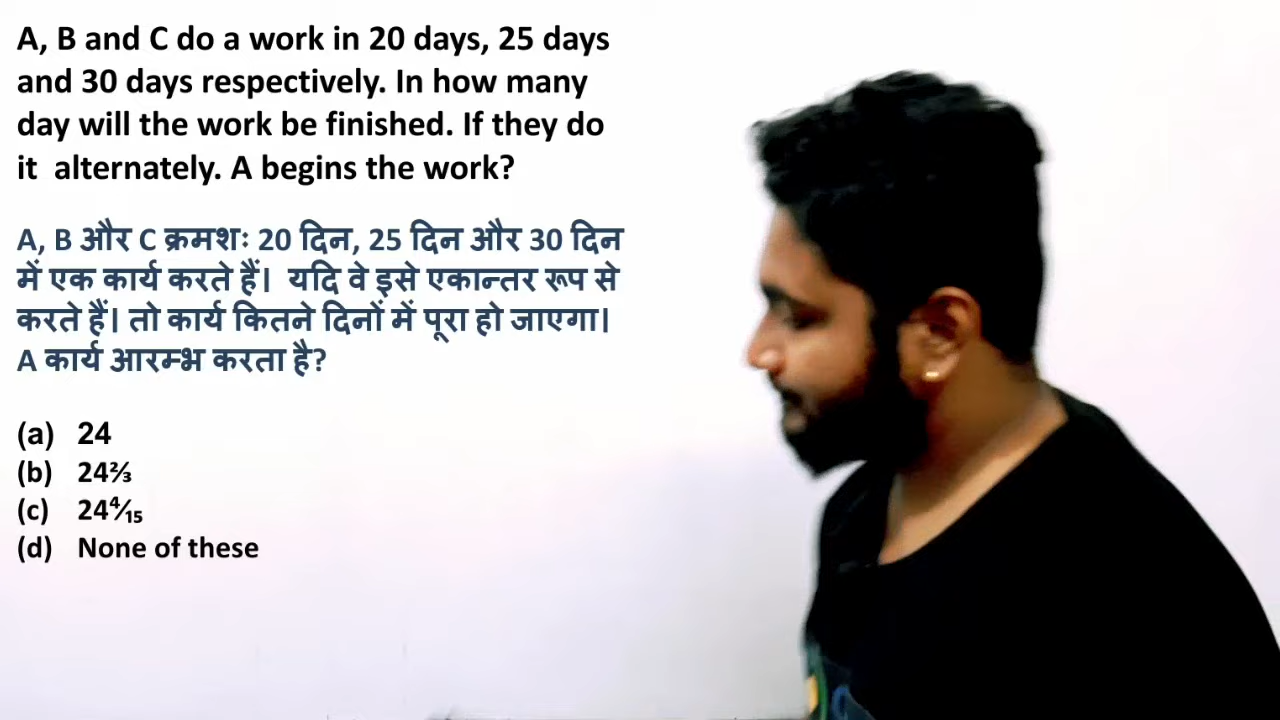 A, B and C do a work in 20 days, 25 days
and 30 days respectively. In how many
day will the work be finished. If they do
it  alternately. A begins the work?
A, B और C क्रमशः 20 दिन, 25 दिन और 30 दिन
में एक कार्य करते हैं।  यदि वे इसे एकान्तर रूप से
करते हैं। तो कार्य कितने दिनों में पूरा हो जाएगा।
A कार्य आरम्भ करता है?
(a) 24
(b) 24⅔
(c) 24⁴⁄₁₅
(d) None of these